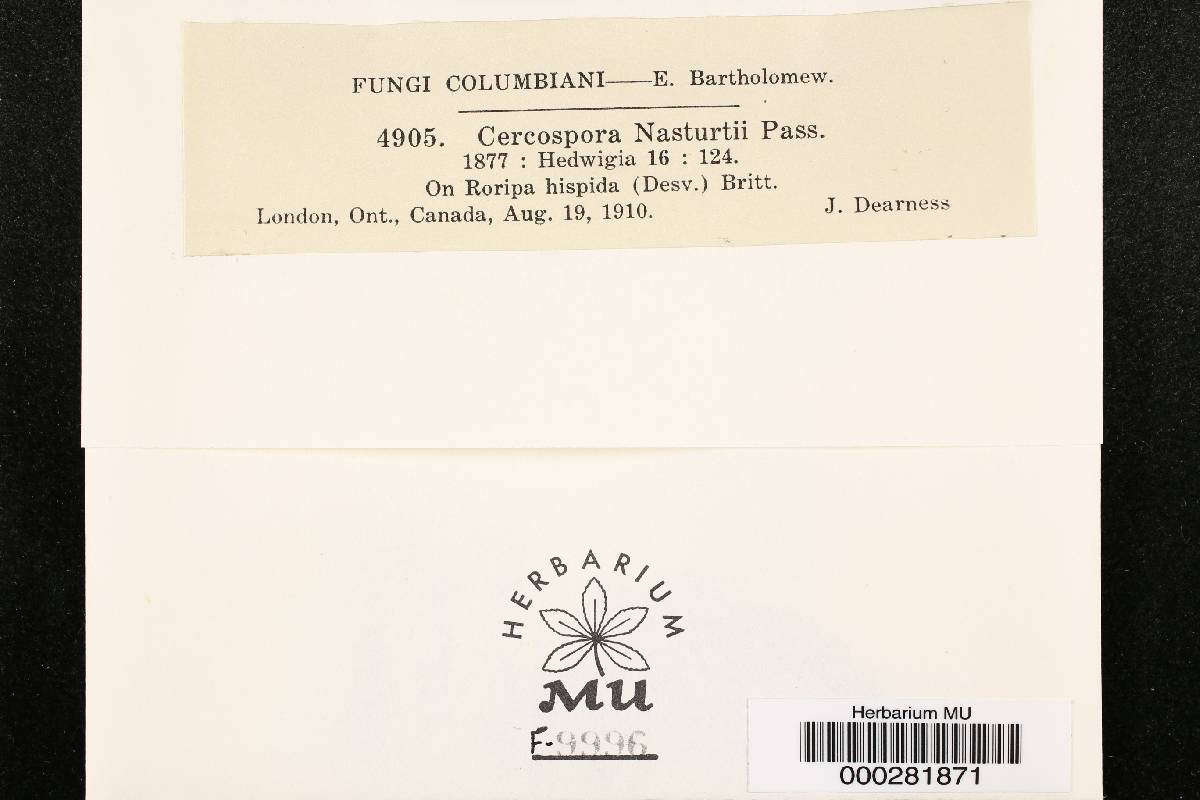 FUNGI COLUMBIANI——E. Bartholomew.
4905. Cercospora Nasturtii Pass.
1877 : Hedwigia 16 : 124.
On Roripa hispida (Desv.) Britt.
London, Ont., Canada, Aug. 19, 1910. J. Dearness
HERBARIUM
MU
F-9996
Herbarium MU
000281871